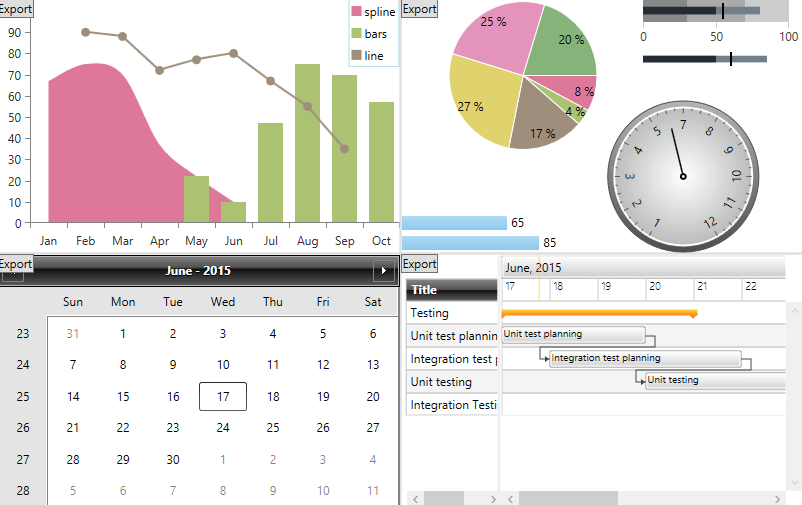 Export
spline
bars
line
90
80
70
60
50
40
30
20
10
0
Jan Feb Mar Apr May Jun Jul Aug Sep Oct
Export
25 %
20 %
8 %
4 %
17 %
27 %
0 50 100
1 2 3 4 5 7 8 9 10 11 12
65
85
Export
June - 2015
Sun Mon Tue Wed Thu Fri Sat
23 31 1 2 3 4 5 6
24 7 8 9 10 11 12 13
25 14 15 16 17 18 19 20
26 21 22 23 24 25 26 27
27 28 29 30 1 2 3 4
28 5 6 7 8 9 10 11
Export
June, 2015
Title
17 18 19 20 21 22
Testing
Unit test plannin
Unit test planning
Integration test p
Integration test planning
Unit testing
Unit testing
Integration Testi